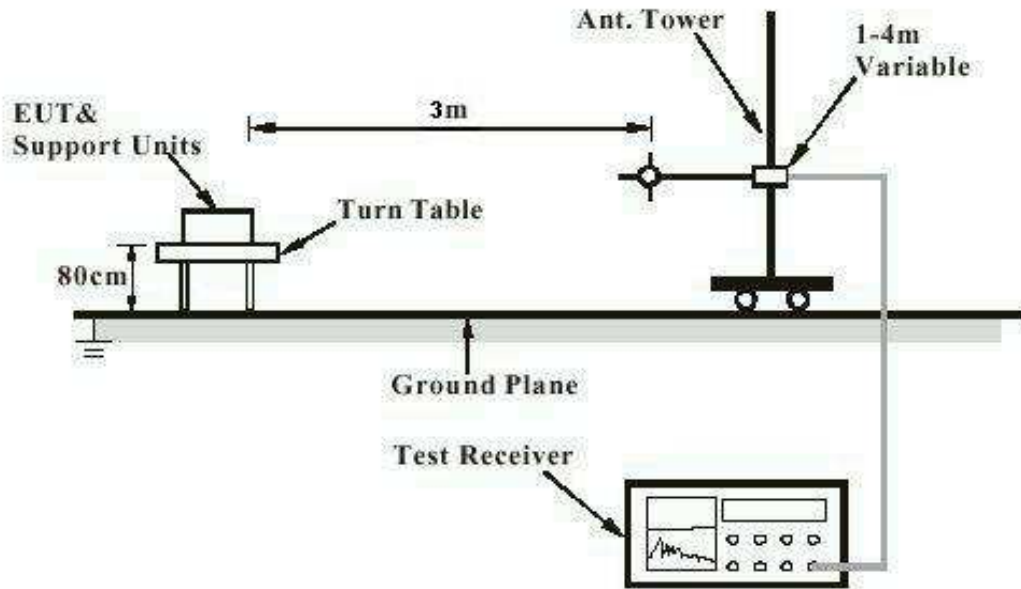 Ant. Tower
1-4m
Variable
3m
EUT&
Support Units
Turn Table
80cm
Ground Plane
Test Receiver